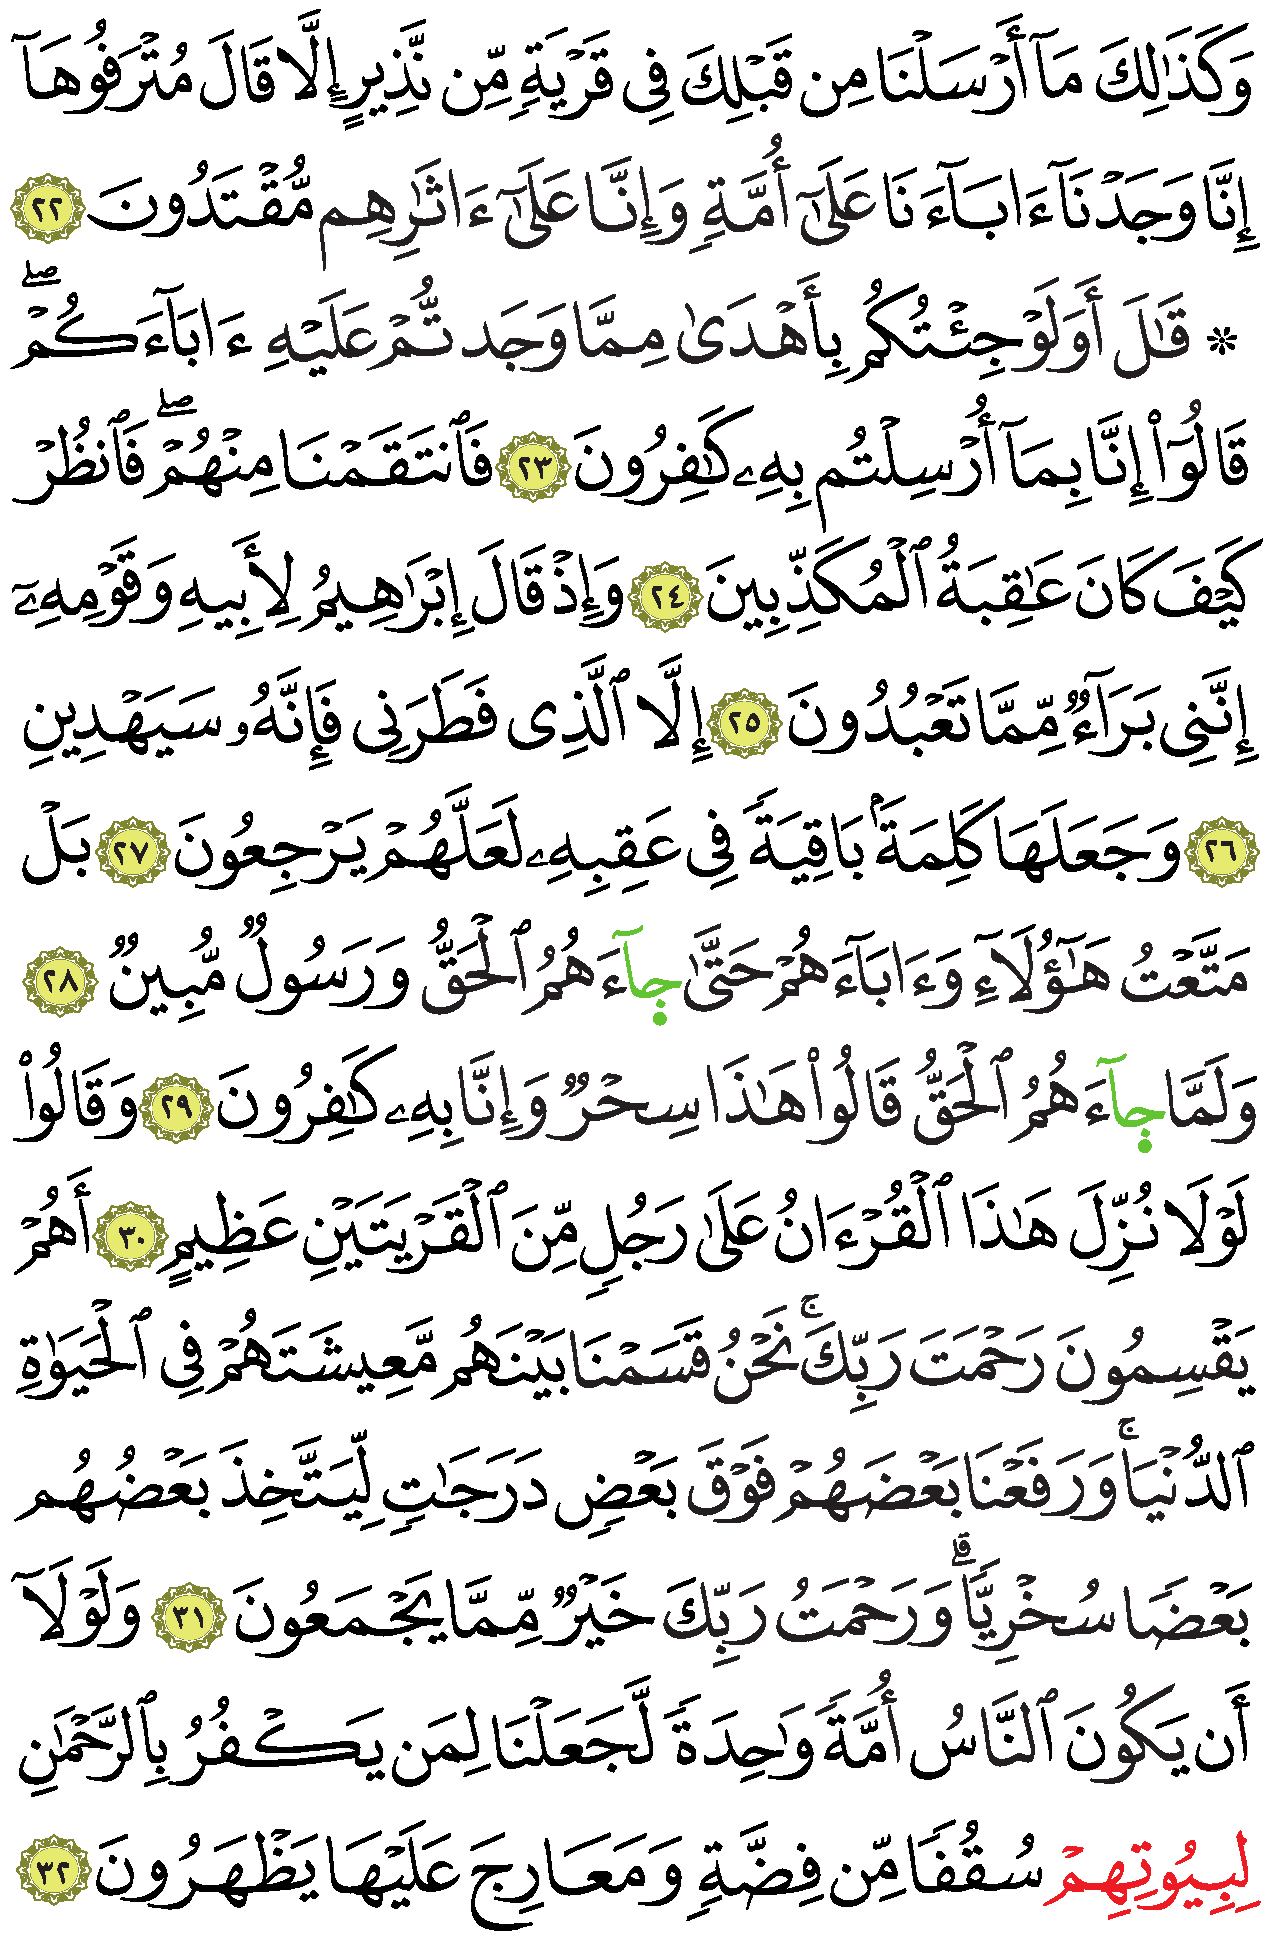 وَكَذَٰلِكَ مَآ أَرْسَلْنَا مِن قَبْلِكَ فِى قَرْيَةٍ مِّن نَّذِيرٍ إِلَّا قَالَ مُتْرَفُوهَآ
إِنَّا وَجَدْنَآ ءَابَآءَنَا عَلَىٰٓ أُمَّةٍ وَإِنَّا عَلَىٰٓ ءَاثَٰرِهِم مُّقْتَدُونَ ٢٢
۞ قَٰلَ أَوَلَوْ جِئْتُكُم بِأَهْدَىٰ مِمَّا وَجَدتُّمْ عَلَيْهِ ءَابَآءَكُمْۖ
قَالُوٓا۟ إِنَّا بِمَآ أُرْسِلْتُم بِهِۦ كَٰفِرُونَ ٢٣ فَٱنتَقَمْنَا مِنْهُمْۖ فَٱنظُرْ
كَيْفَ كَانَ عَٰقِبَةُ ٱلْمُكَذِّبِينَ ٢٤ وَإِذْ قَالَ إِبْرَٰهِيمُ لِأَبِيهِ وَقَوْمِهِۦٓ
إِنَّنِى بَرَآءٌ مِّمَّا تَعْبُدُونَ ٢٥ إِلَّا ٱلَّذِى فَطَرَنِى فَإِنَّهُۥ سَيَهْدِينِ
٢٦ وَجَعَلَهَا كَلِمَةًۢ بَاقِيَةً فِى عَقِبِهِۦ لَعَلَّهُمْ يَرْجِعُونَ ٢٧ بَلْ
مَتَّعْتُ هَٰٓؤُلَآءِ وَءَابَآءَهُمْ حَتَّىٰ جآءَهُمُ ٱلْحَقُّ وَرَسُولٌ مُّبِينٌ ٢٨
وَلَمَّا جآءَهُمُ ٱلْحَقُّ قَالُوا۟ هَٰذَا سِحْرٌ وَإِنَّا بِهِۦ كَٰفِرُونَ ٢٩ وَقَالُوا۟
لَوْلَا نُزِّلَ هَٰذَا ٱلْقُرْءَانُ عَلَىٰ رَجُلٍ مِّنَ ٱلْقَرْيَتَيْنِ عَظِيمٍ ٣٠ أَهُمْ
يَقْسِمُونَ رَحْمَتَ رَبِّكَۚ نَحْنُ قَسَمْنَا بَيْنَهُم مَّعِيشَتَهُمْ فِى ٱلْحَيَوٰةِ
ٱلدُّنْيَاۚ وَرَفَعْنَا بَعْضَهُمْ فَوْقَ بَعْضٍ دَرَجَٰتٍ لِّيَتَّخِذَ بَعْضُهُم
بَعْضًا سُخْرِيًّاۗ وَرَحْمَتُ رَبِّكَ خَيْرٌ مِّمَّا يَجْمَعُونَ ٣١ وَلَوْلَآ
أَن يَكُونَ ٱلنَّاسُ أُمَّةً وَٰحِدَةً لَّجَعَلْنَا لِمَن يَكْفُرُ بِٱلرَّحْمَٰنِ
لِبِيُوتِهِمْ سُقُفًا مِّن فِضَّةٍ وَمَعَارِجَ عَلَيْهَا يَظْهَرُونَ ٣٢